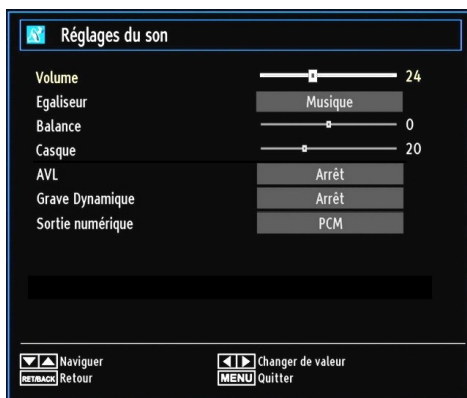 Réglages du son
Volume 24
Egaliseur Musique
Balance 0
Casque 20
AVL Arrêt
Grave Dynamique Arrêt
Sortie numérique PCM
Naviguer Changer de valeur
RET/BACK Retour MENU Quitter